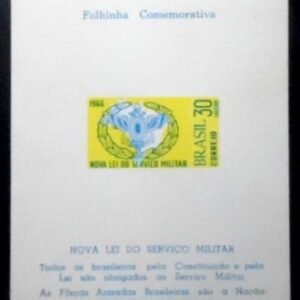 Folhinha Comemorativa
1966
NOVA LEI DO SERVIÇO MILITAR
BRASIL 30
CORREIO
NOVA LEI DO SERVICO MILITAR
Todos os brasileiros pela Constituição e pela
Lei são obrigados ao Serviço Militar.
As Fôrças Armadas Brasileiras são a Nação